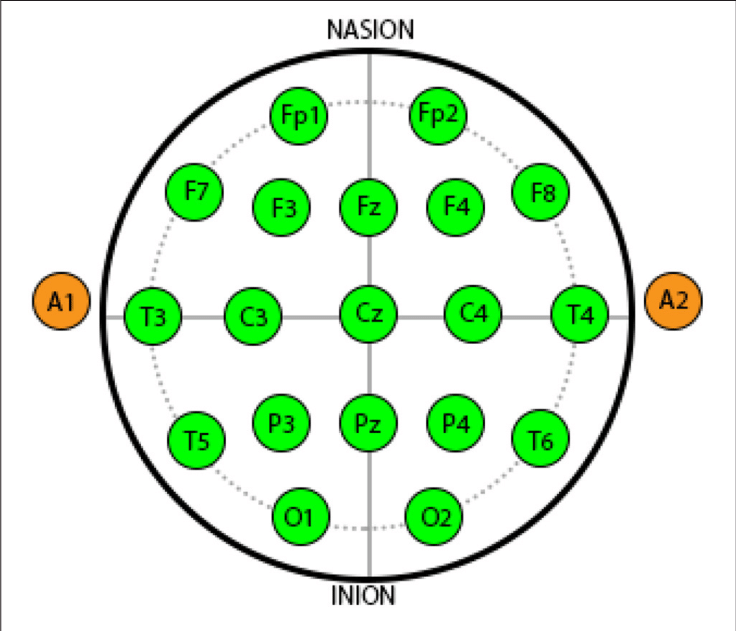 NASION
Fp1 Fp2
F7 F3 Fz F4 F8
A1 T3 C3 Cz C4 T4 A2
T5 P3 Pz P4 T6
O1 O2
INION